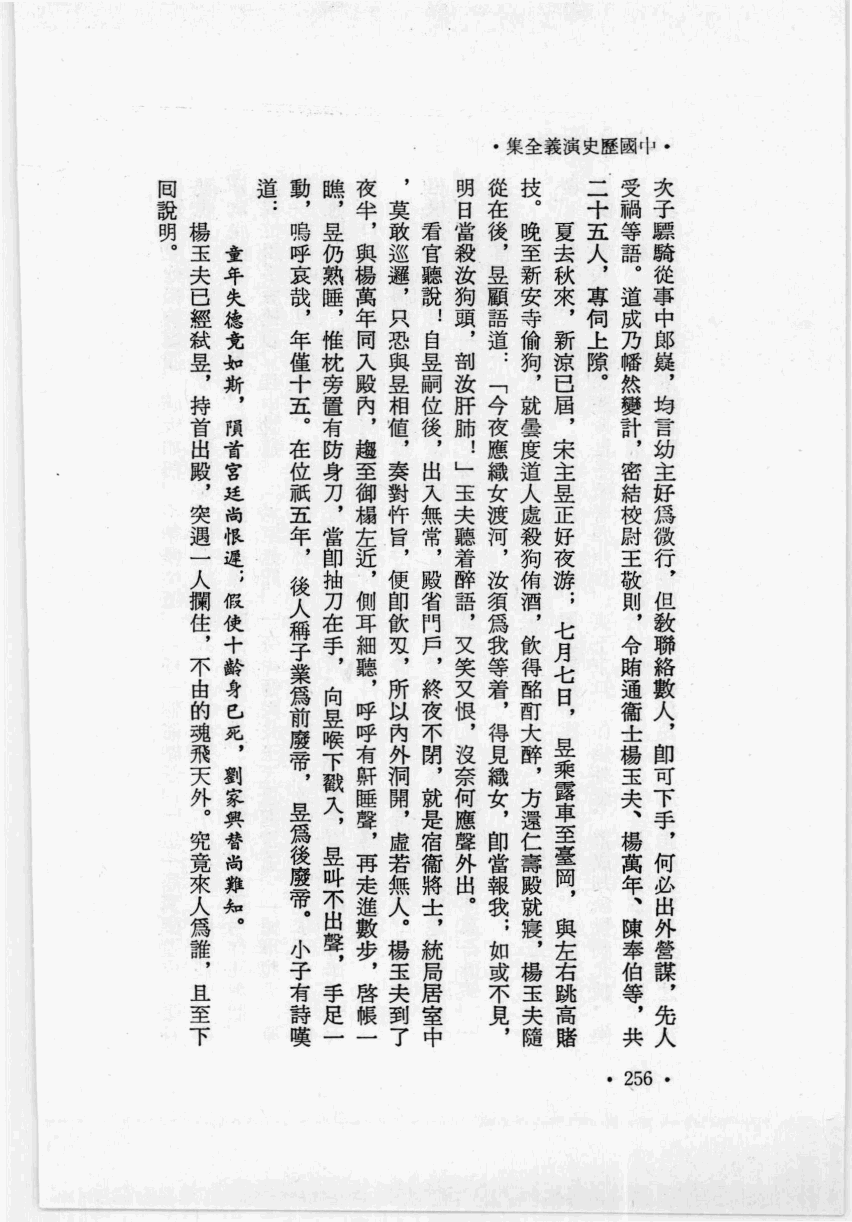 •中國歷史演義全集•
次子驃騎從事中郎嶷，均言幼主好爲微行，但敎聯絡數人，卽可下手，何必出外營謀，先人
受禍等語。道成乃幡然變計，密結校尉王敬則，令賄通衞士楊玉夫、楊萬年、陳奉伯等，共
二十五人，專伺上隙。
夏去秋來，新涼已屆，宋主昱正好夜游；七月七日，昱乘露車至臺岡，與左右跳高賭
技。晚至新安寺偷狗，就曇度道人處殺狗侑酒，飲得酩酊大醉，方還仁壽殿就寢，楊玉夫隨
從在後，昱顧語道：「今夜應織女渡河，汝須爲我等着，得見織女，卽當報我；如或不見，
明日當殺汝狗頭，剖汝肝肺！」玉夫聽着醉語，又笑又恨，沒奈何應聲外出。
看官聽說！自昱嗣位後，出入無常，殿省門戶，終夜不閉，就是宿衞將士，統局居室中
，莫敢巡邏，只恐與昱相値，奏對忤旨，便卽飲刄，所以內外洞開，虛若無人。楊玉夫到了
夜半，與楊萬年同入殿內，趨至御榻左近，側耳細聽，呼呼有鼾睡聲，再走進數步，啓帳一
瞧，昱仍熟睡，惟枕旁置有防身刀，當卽抽刀在手，向昱喉下戳入，昱叫不出聲，手足一
動，嗚呼哀哉，年僅十五。在位祇五年，後人稱子業爲前廢帝，昱爲後廢帝。小子有詩嘆
道：
童年失德竟如斯，隕首宮廷尚恨遲；假使十齡身已死，劉家興替尚難知。
楊玉夫已經弒昱，持首出殿，突遇一人攔住，不由的魂飛天外。究竟來人爲誰，且至下
回說明。
•256•